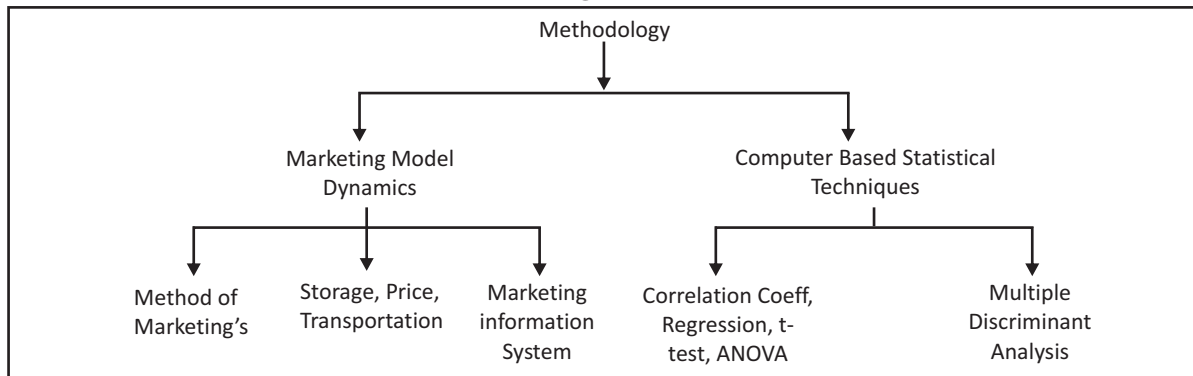 Methodology
Marketing Model
Dynamics
Computer Based Statistical
Techniques
Method of
Marketing's
Storage, Price,
Transportation
Marketing
information
System
Correlation Coeff,
Regression, t-
test, ANOVA
Multiple
Discriminant
Analysis